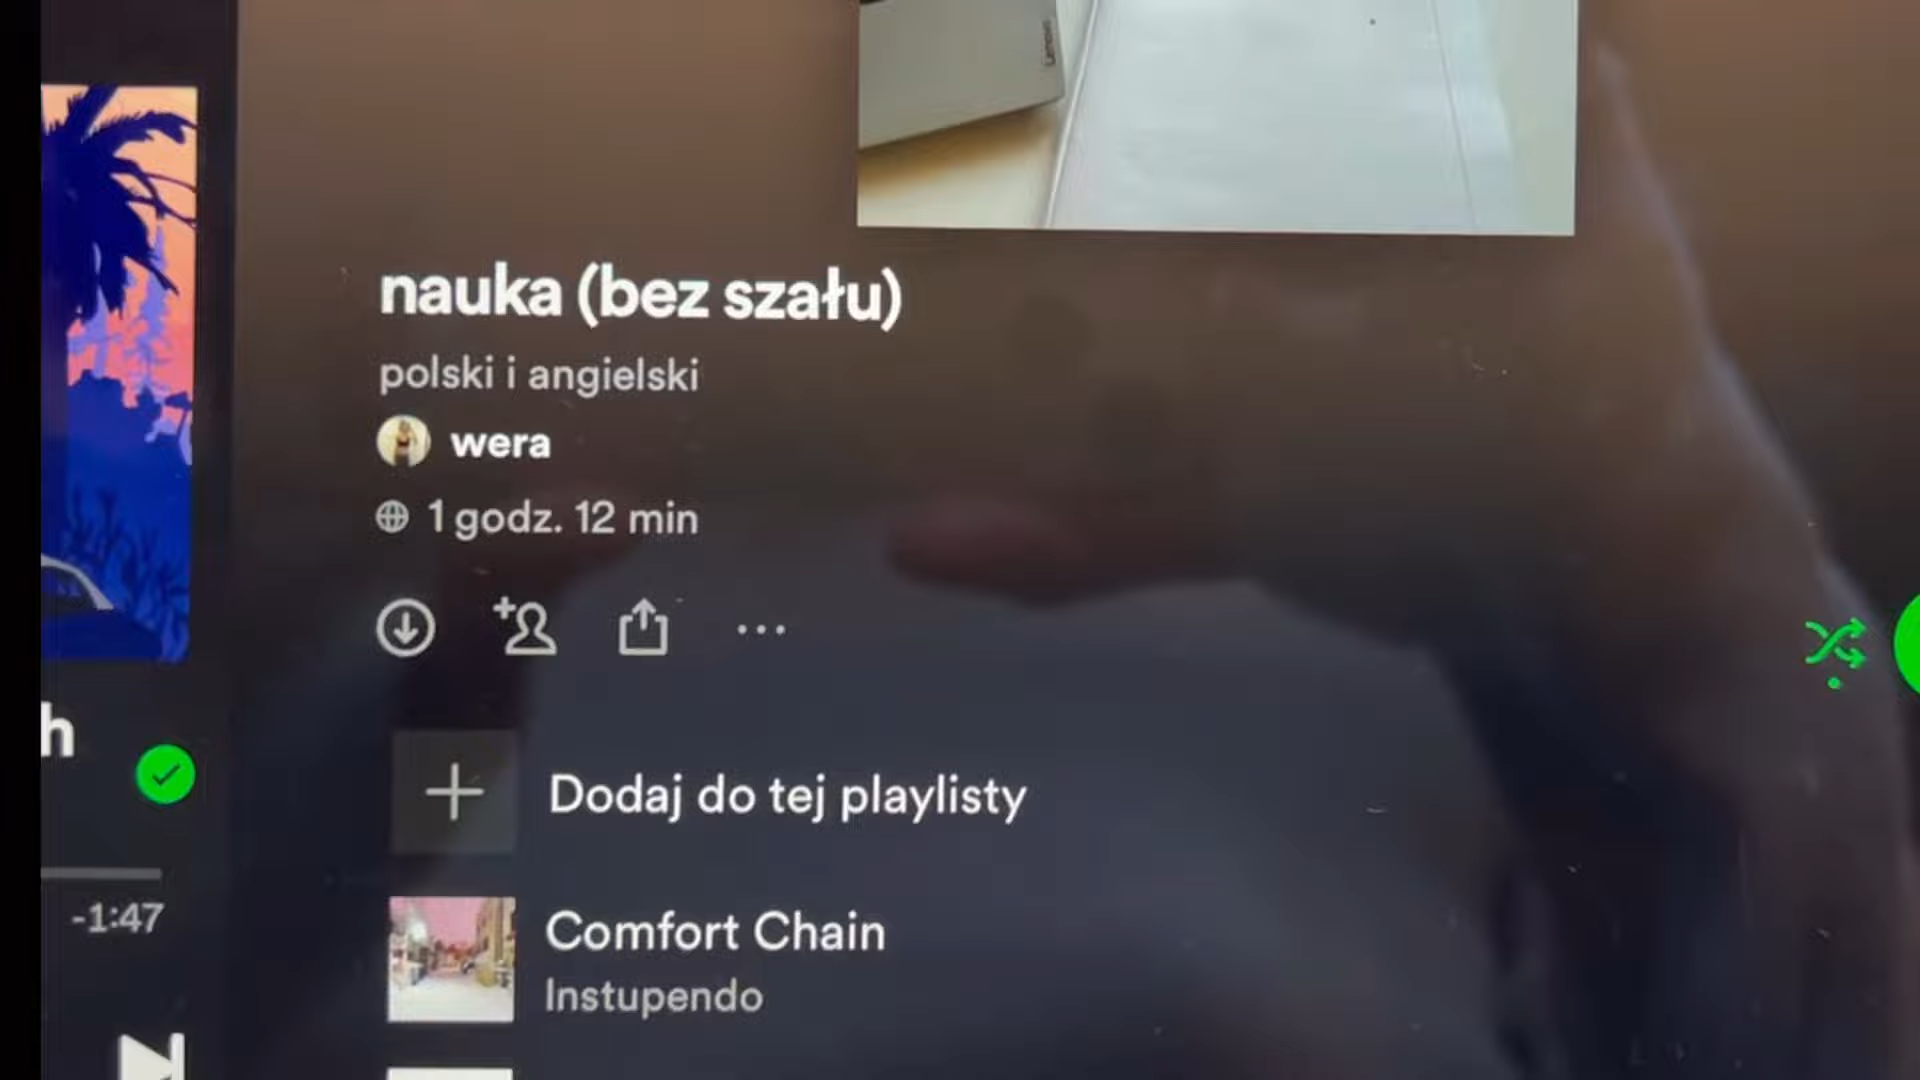 Lenovo
nauka (bez szału)
polski i angielski
wera
1 godz. 12 min
Dodaj do tej playlisty
h
-1:47
Comfort Chain
Instupendo